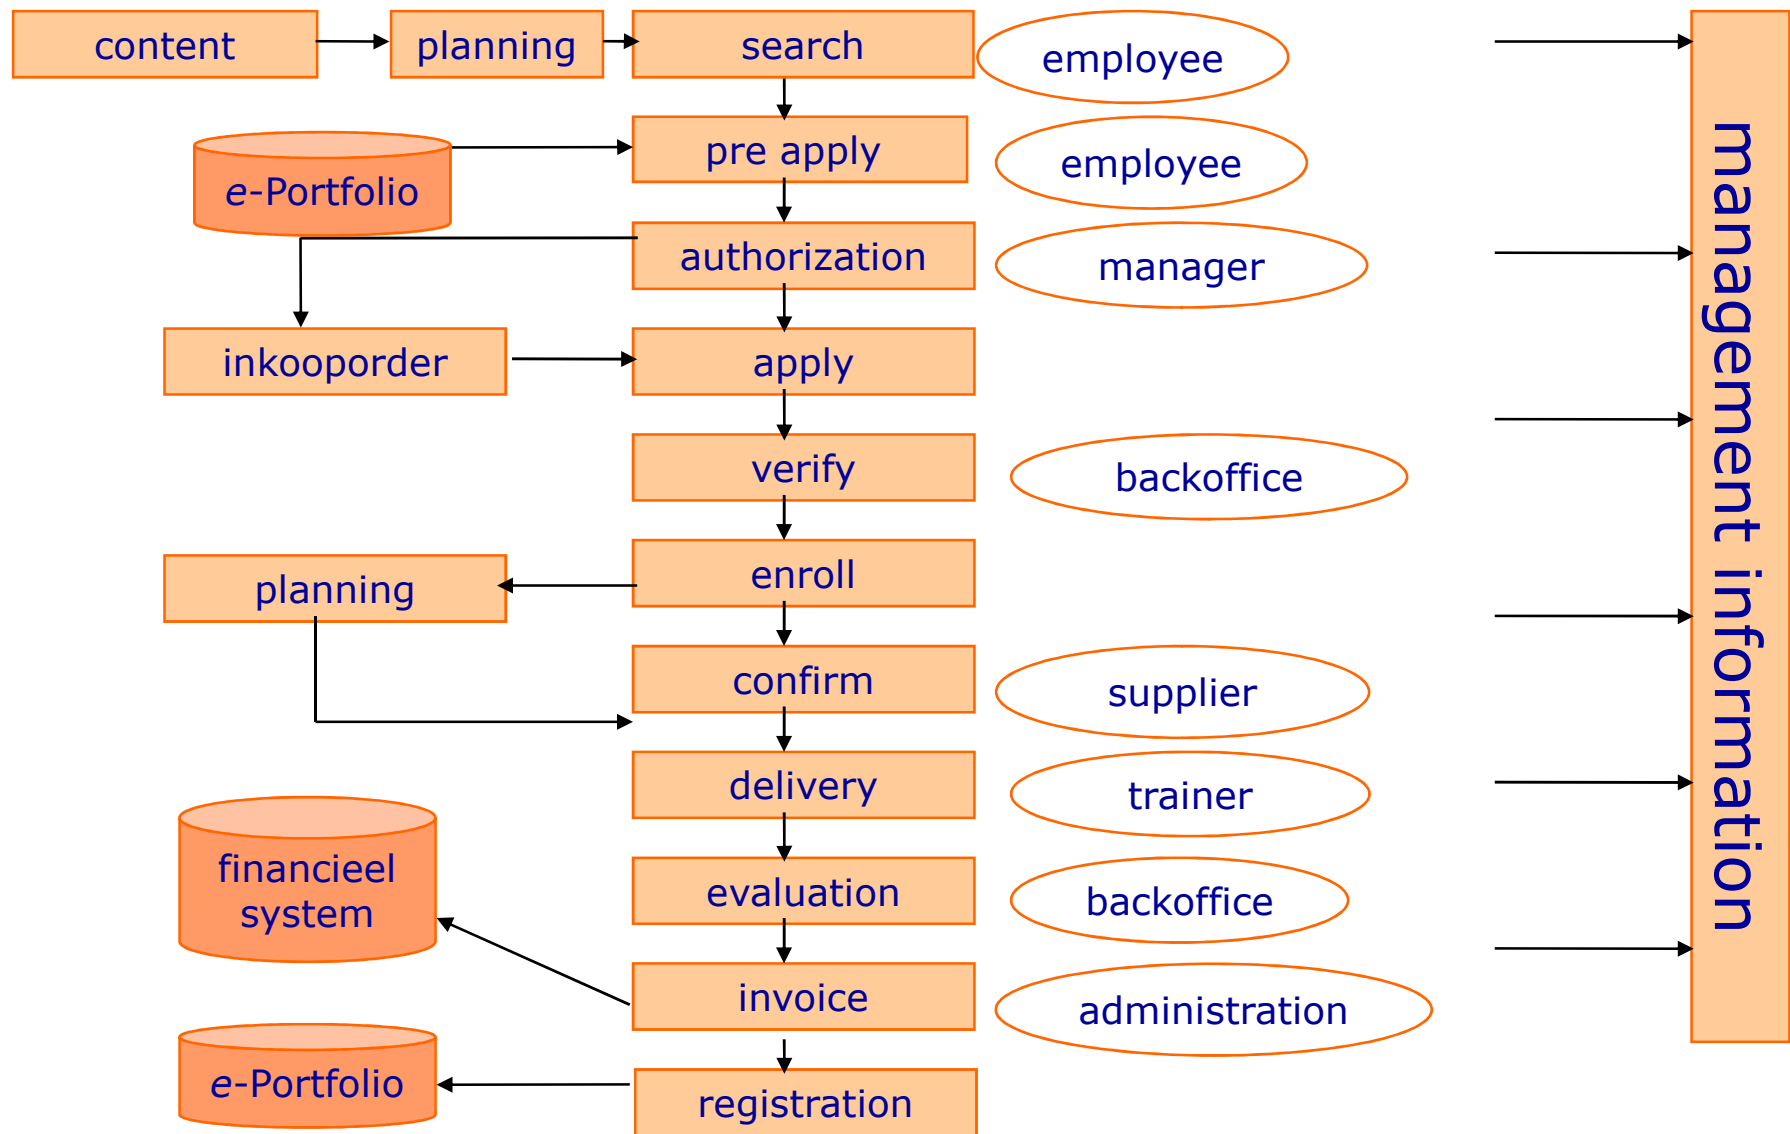 content
planning
search
employee
e-Portfolio
pre apply
employee
authorization
manager
inkooporder
apply
verify
backoffice
planning
enroll
confirm
supplier
delivery
trainer
financieel
system
evaluation
backoffice
invoice
administration
e-Portfolio
registration
management information